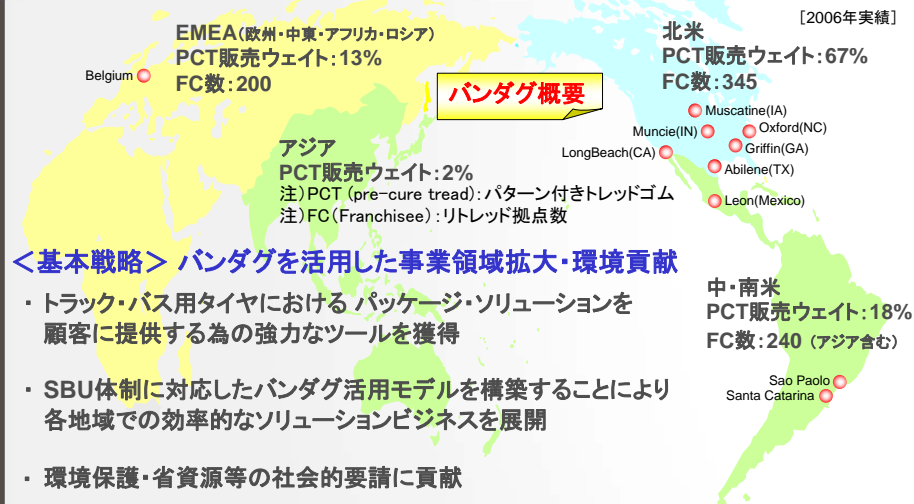 [2006年実績]
EMEA(欧州・中東・アフリカ・ロシア)
PCT販売ウェイト:13%
FC数:200
Belgium
北米
PCT販売ウェイト:67%
FC数:345
バンダグ概要
Muscatine(IA)
Muncie(IN)
Oxford(NC)
Griffin(GA)
LongBeach(CA)
Abilene(TX)
Leon(Mexico)
アジア
PCT販売ウェイト:2%
注)PCT (pre-cure tread):パターン付きトレッドゴム
注)FC(Franchisee):リトレッド拠点数
<基本戦略> バンダグを活用した事業領域拡大・環境貢献
・ トラック・バス用タイヤにおける パッケージ・ソリューションを
顧客に提供する為の強力なツールを獲得
・ SBU体制に対応したバンダグ活用モデルを構築することにより
各地域での効率的なソリューションビジネスを展開
・ 環境保護・省資源等の社会的要請に貢献
中・南米
PCT販売ウェイト:18%
FC数:240 (アジア含む)
Sao Paolo
Santa Catarina